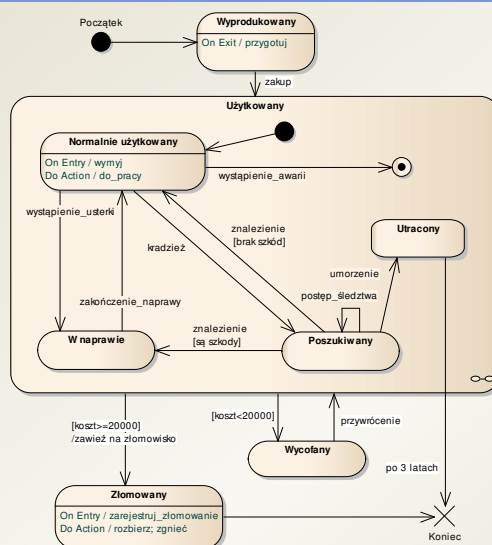 Początek
Wyprodukowany
On Exit / przygotuj
zakup
Użytkowany
Normalnie użytkowany
On Entry / wymyj
Do Action / do_pracy
wystąpienie_awarii
wystąpienie_usterki
znalezienie
[brak szkód]
Utracony
kradzież
umorzenie
postęp_śledztwa
zakończenie_naprawy
znalezienie
[są szkody]
W naprawie
Poszukiwany
[koszt>=20000]
/zawieź na złomowisko
[koszt<20000]
przywrócenie
Wycofany
po 3 latach
Złomowany
On Entry / zarejestruj_złomowanie
Do Action / rozbierz; zgnieć
Koniec